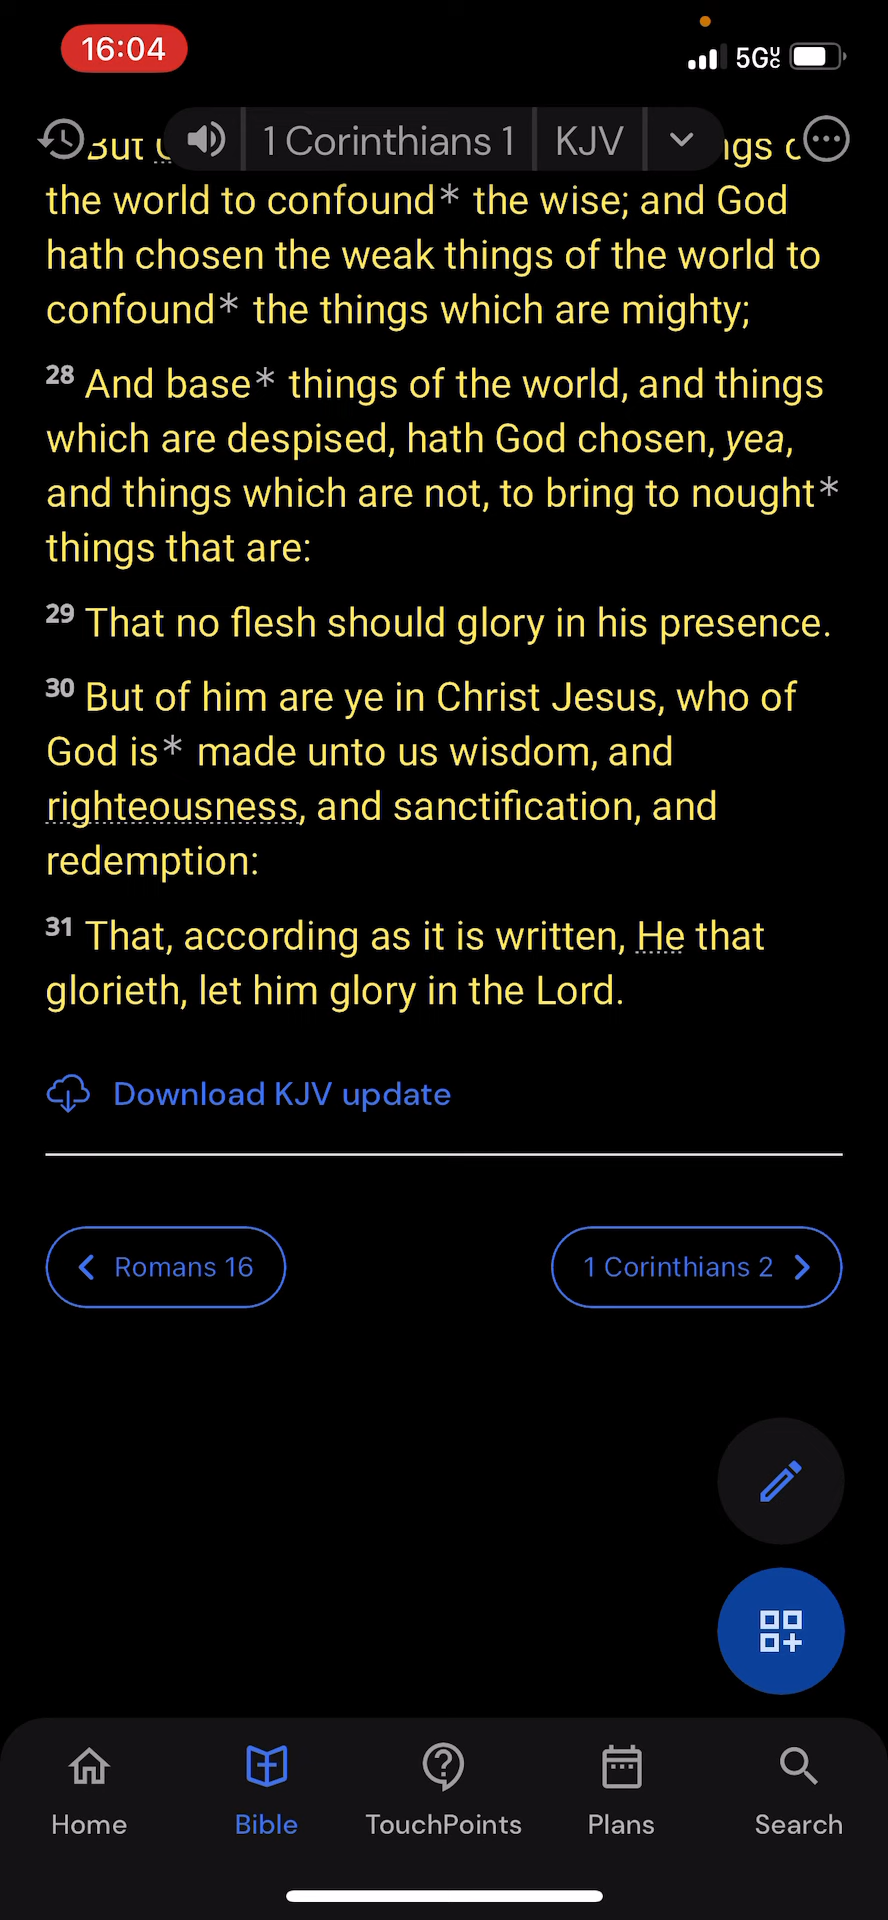 16:04
5G
1 Corinthians 1 KJV
But
the world to confound* the wise; and God
hath chosen the weak things of the world to
confound* the things which are mighty;
28 And base* things of the world, and things
which are despised, hath God chosen, yea,
and things which are not, to bring to nought*
things that are:
29 That no flesh should glory in his presence.
30 But of him are ye in Christ Jesus, who of
God is* made unto us wisdom, and
righteousness, and sanctification, and
redemption:
31 That, according as it is written, He that
glorieth, let him glory in the Lord.
Download KJV update
Romans 16
1 Corinthians 2
Home
Bible
TouchPoints
Plans
Search